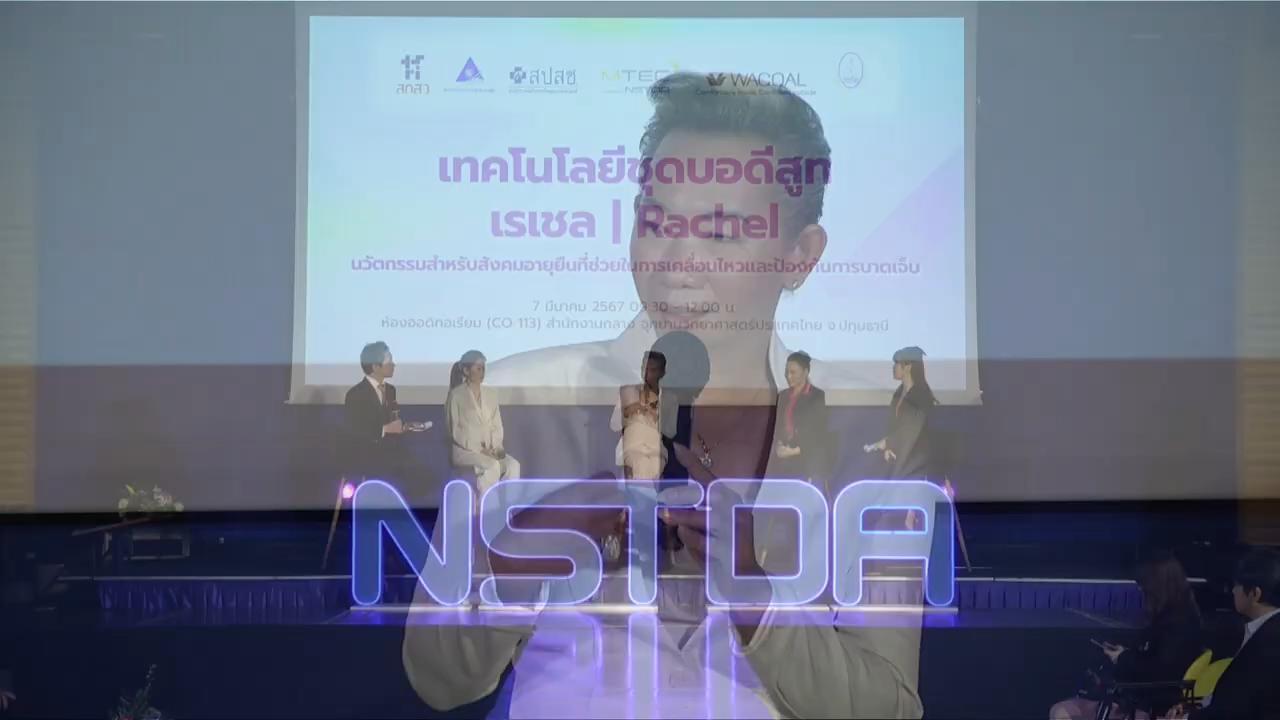 สกสว
สปสช
MTEC
NSTDA
WACOAL
เทคโนโลยีชุดบอดีสูท
เรเชล | Rachel
นวัตกรรมสำหรับสังคมอายุยืนที่ช่วยในการเคลื่อนไหวและป้องกันการบาดเจ็บ
7 มีนาคม 2567 09.30 - 12.00 น.
ห้องออดิทอเรียม (CO 113) สำนักงานกลาง อุทยานวิทยาศาสตร์ประเทศไทย จ.ปทุมธานี
NSTDA